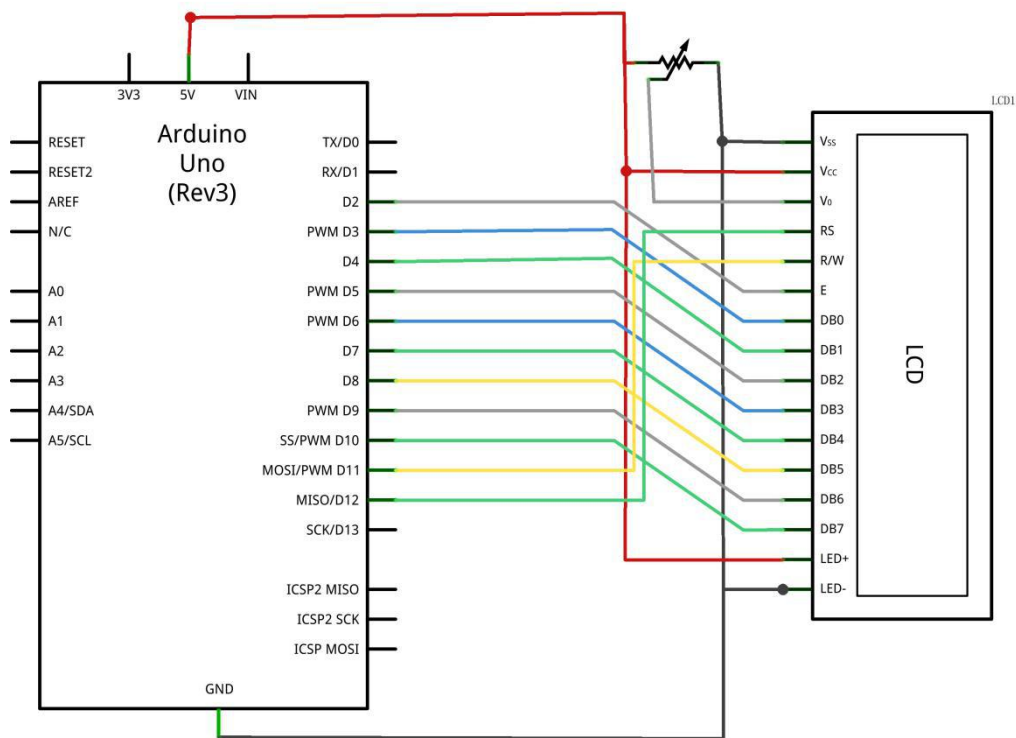 LCD1
3V3
5V
VIN
Arduino
Uno
(Rev3)
RESET
RESET2
AREF
N/C
A0
A1
A2
A3
A4/SDA
A5/SCL
TX/D0
RX/D1
D2
PWM D3
D4
PWM D5
PWM D6
D7
D8
PWM D9
SS/PWM D10
MOSI/PWM D11
MISO/D12
SCK/D13
ICSP2 MISO
ICSP2 SCK
ICSP MOSI
GND
Vss
Vcc
V0
RS
R/W
E
DB0
DB1
DB2
DB3
DB4
DB5
DB6
DB7
LED+
LED-
LCD